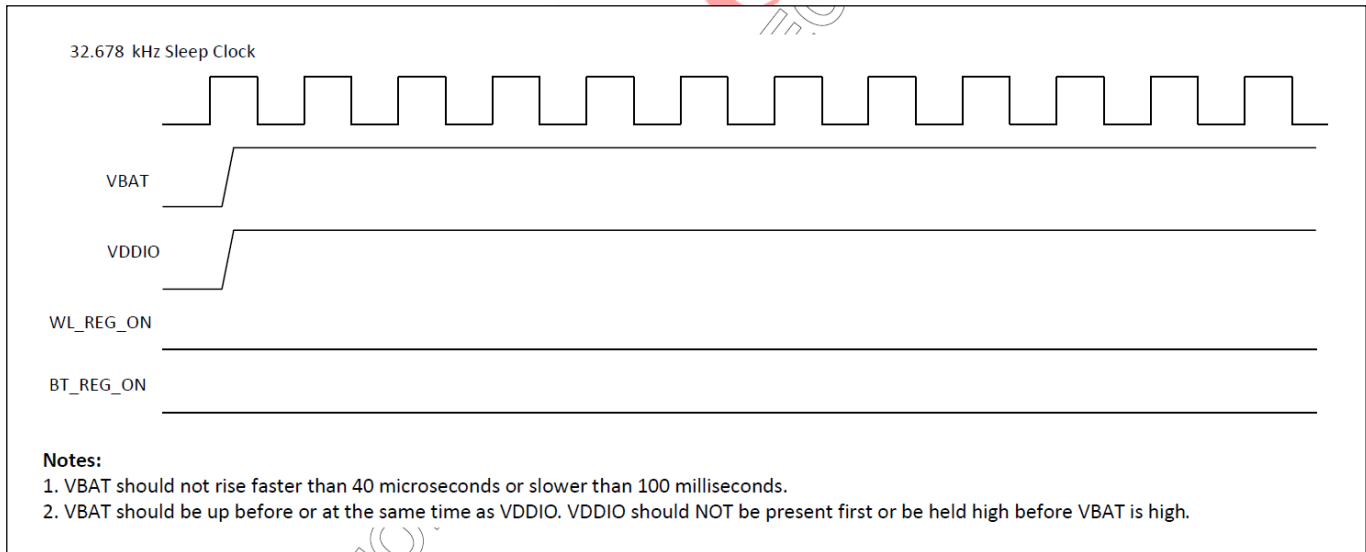 32.678 kHz Sleep Clock
VBAT
VDDIO
WL_REG_ON
BT_REG_ON
Notes:
1. VBAT should not rise faster than 40 microseconds or slower than 100 milliseconds.
2. VBAT should be up before or at the same time as VDDIO. VDDIO should NOT be present first or be held high before VBAT is high.